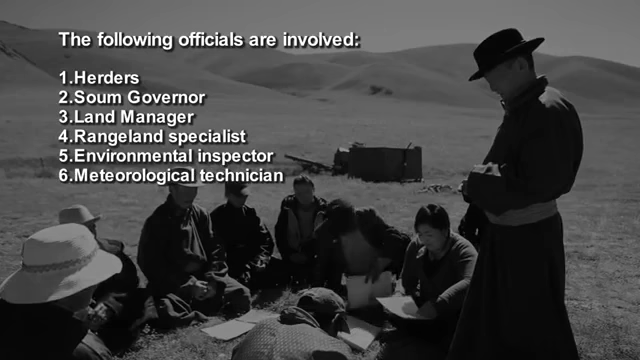 The following officials are involved:
1.Herders
2.Soum Governor
3.Land Manager
4.Rangeland specialist
5.Environmental inspector
6.Meteorological technician